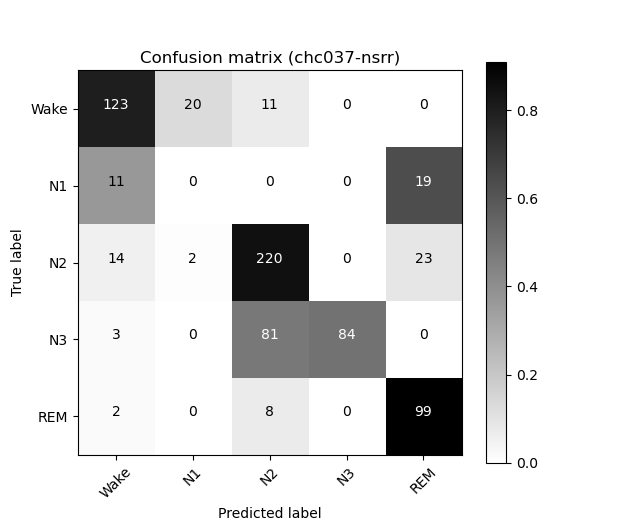 Confusion matrix (chc037-nsrr)
Wake 123 20 11 0 0
N1 11 0 0 0 19
N2 14 2 220 0 23
N3 3 0 81 84 0
REM 2 0 8 0 99
Wake N1 N2 N3 REM
Predicted label
True label
0.8
0.6
0.4
0.2
0.0